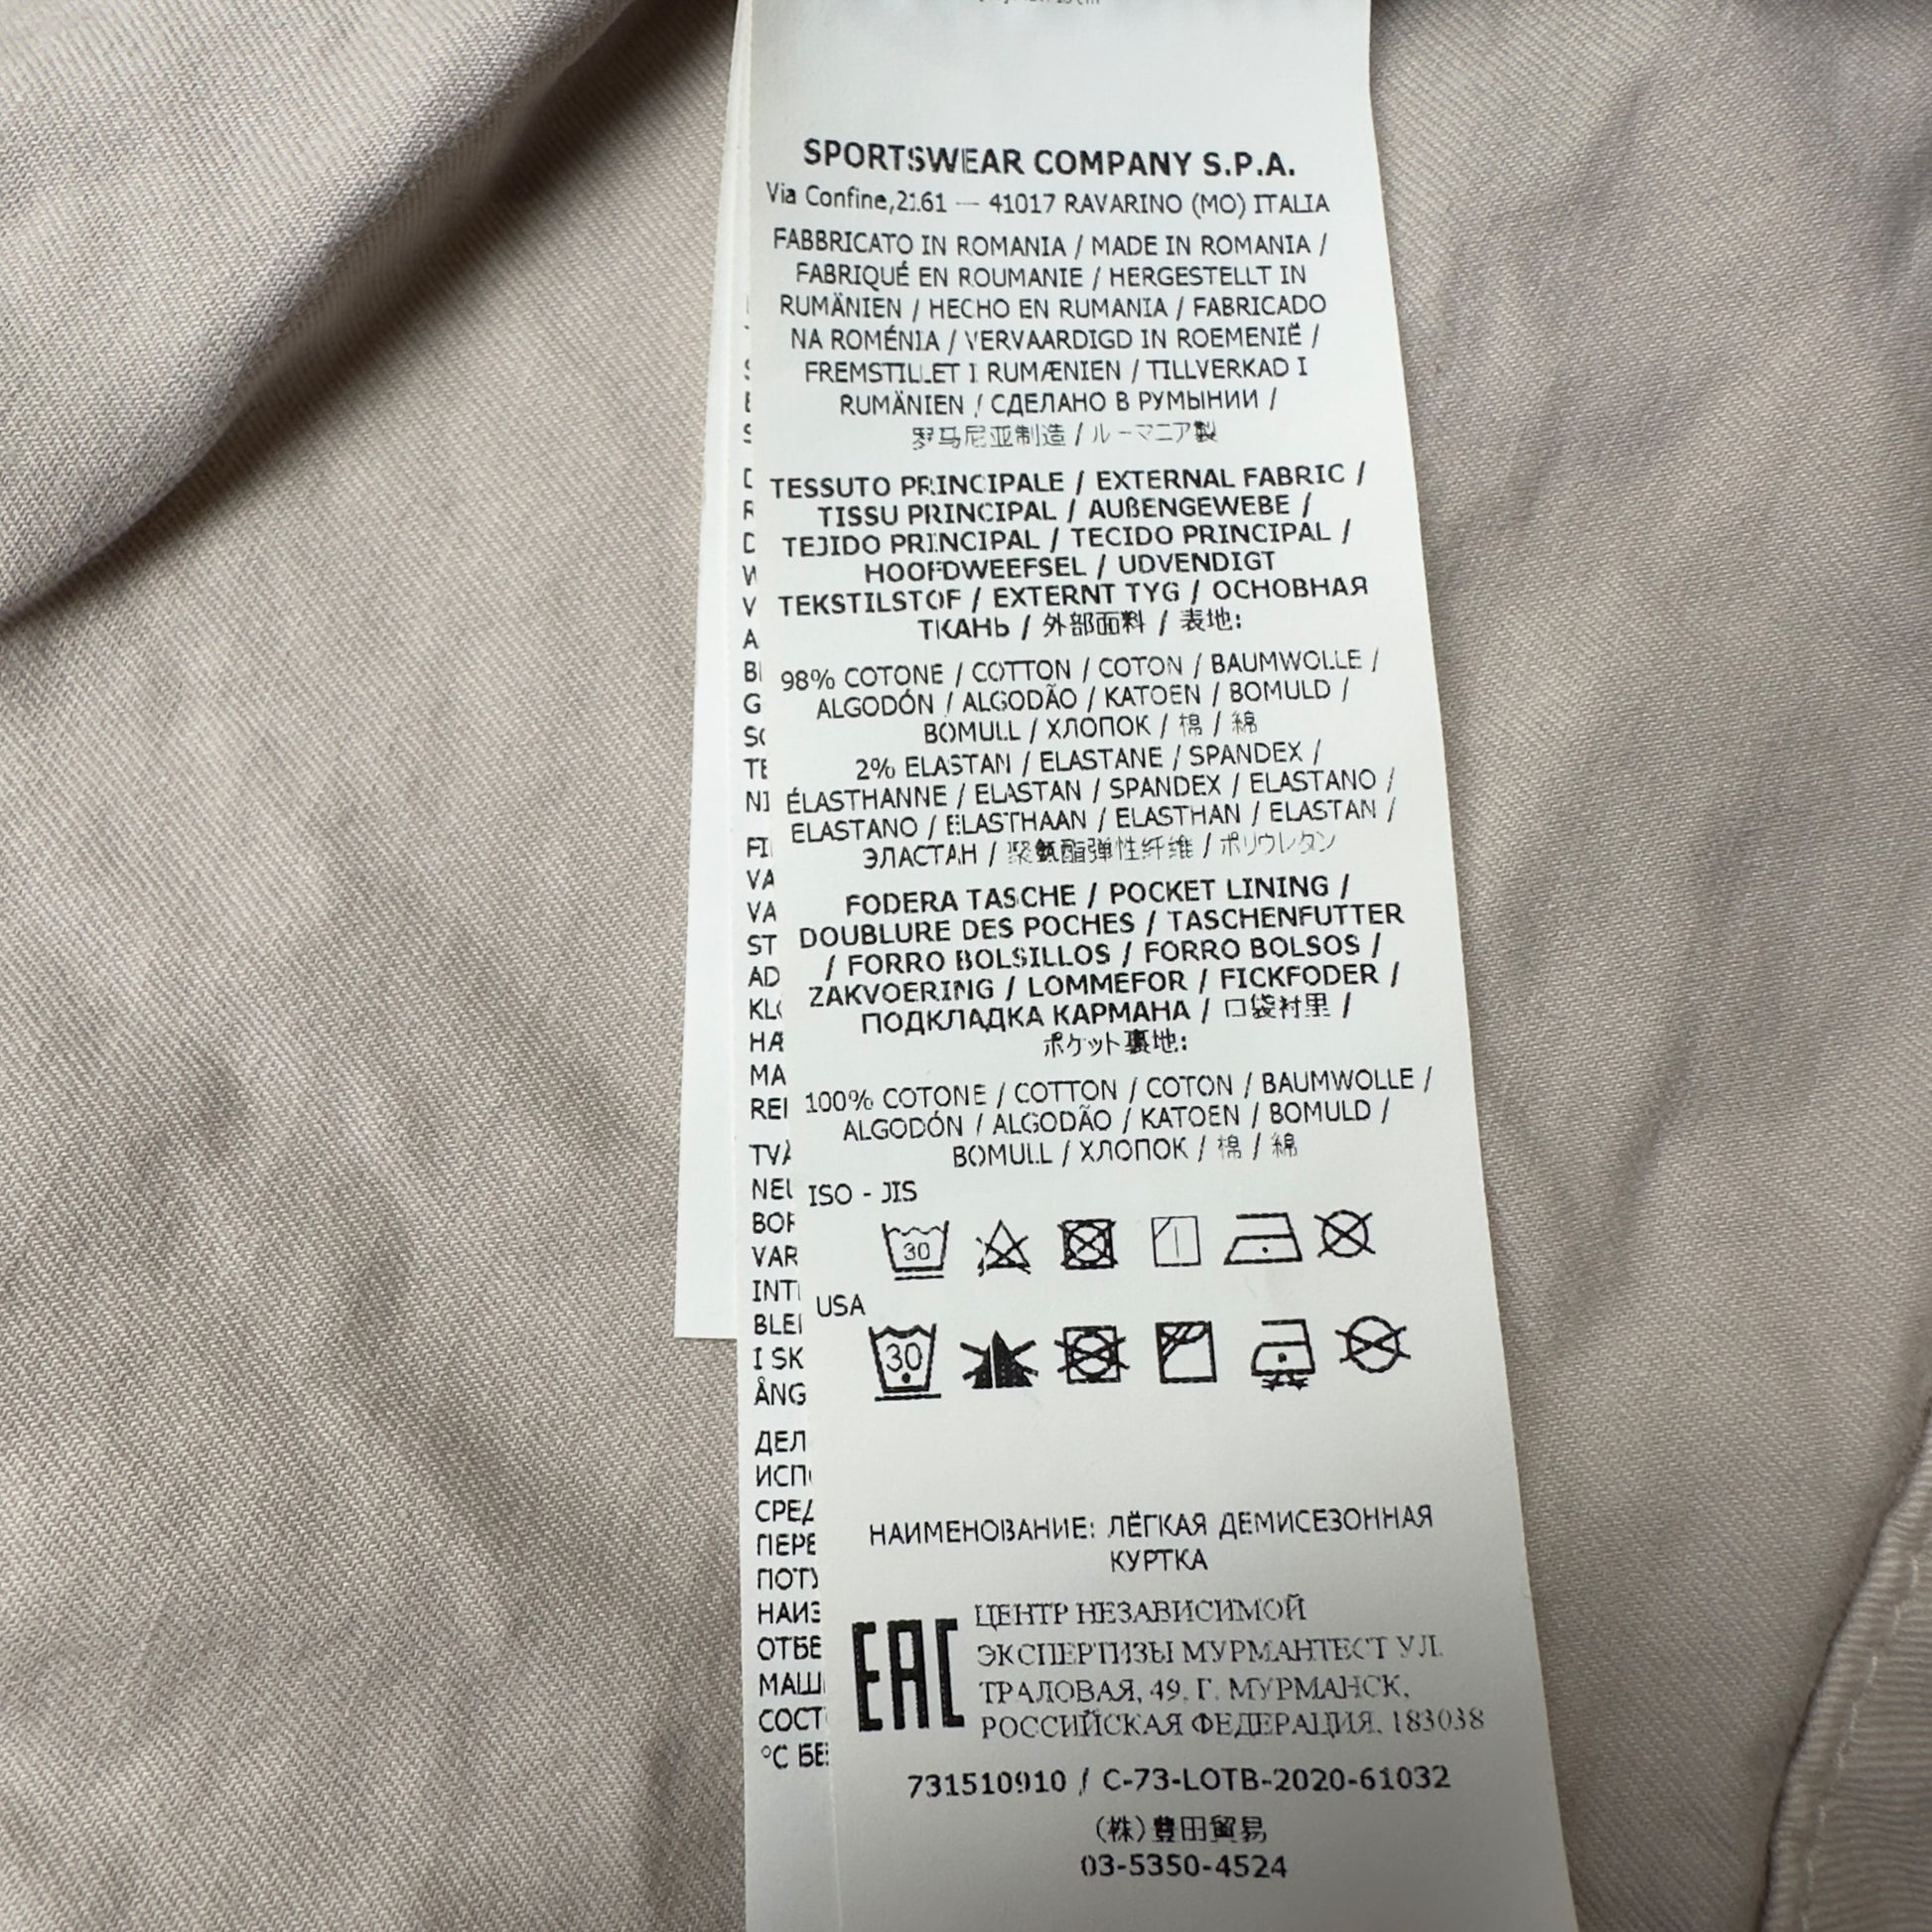 SPORTSWEAR COMPANY S.P.A.
Via Confine,2161 — 41017 RAVARINO (MO) ITALIA
FABBRICATO IN ROMANIA / MADE IN ROMANIA /
FABRIQUÉ EN ROUMANIE / HERGESTELLT IN
RUMÄNIEN / HECHO EN RUMANIA / FABRICADO
NA ROMÉNIA / VERVAARDIGD IN ROEMENIË /
FREMSTILLET I RUMÆNIEN / TILLVERKAD I
RUMÄNIEN / СДЕЛАНО В РУМЫНИИ /
罗马尼亚制造 / ルーマニア製
TESSUTO PRINCIPALE / EXTERNAL FABRIC /
TISSU PRINCIPAL / AUßENGEWEBE /
TEJIDO PRINCIPAL / TECIDO PRINCIPAL /
HOOFDWEEFSEL / UDVENDIGT
TEKSTILSTOF / EXTERNT TYG / ОСНОВНАЯ
ТКАНЬ / 外部面料 / 表地:
98% COTONE / COTTON / COTON / BAUMWOLLE /
ALGODÓN / ALGODÃO / KATOEN / BOMULD /
BOMULL / ХЛОПОК / 棉 / 綿
2% ELASTAN / ELASTANE / SPANDEX /
ÉLASTHANNE / ELASTAN / SPANDEX / ELASTANO /
ELASTANO / ELASTHAAN / ELASTHAN / ELASTAN /
ЭЛАСТАН / 聚氨酯弹性纤维 / ポリウレタン
FODERA TASCHE / POCKET LINING /
DOUBLURE DES POCHES / TASCHENFUTTER
/ FORRO BOLSILLOS / FORRO BOLSOS /
ZAKVOERING / LOMMEFOR / FICKFODER /
ПОДКЛАДКА КАРМАНА / 口袋衬里 /
ポケット裏地:
100% COTONE / COTTON / COTON / BAUMWOLLE /
ALGODÓN / ALGODÃO / KATOEN / BOMULD /
BOMULL / ХЛОПОК / 棉 / 綿
ISO - JIS
30
USA
30
НАИМЕНОВАНИЕ: ЛЁГКАЯ ДЕМИСЕЗОННАЯ
КУРТКА
EAC
ЦЕНТР НЕЗАВИСИМОЙ
ЭКСПЕРТИЗЫ МУРМАНТЕСТ УЛ.
ТРАЛОВАЯ, 49, Г. МУРМАНСК,
РОССИЙСКАЯ ФЕДЕРАЦИЯ, 183038
731510910 / C-73-LOTB-2020-61032
(株)豊田貿易
03-5350-4524